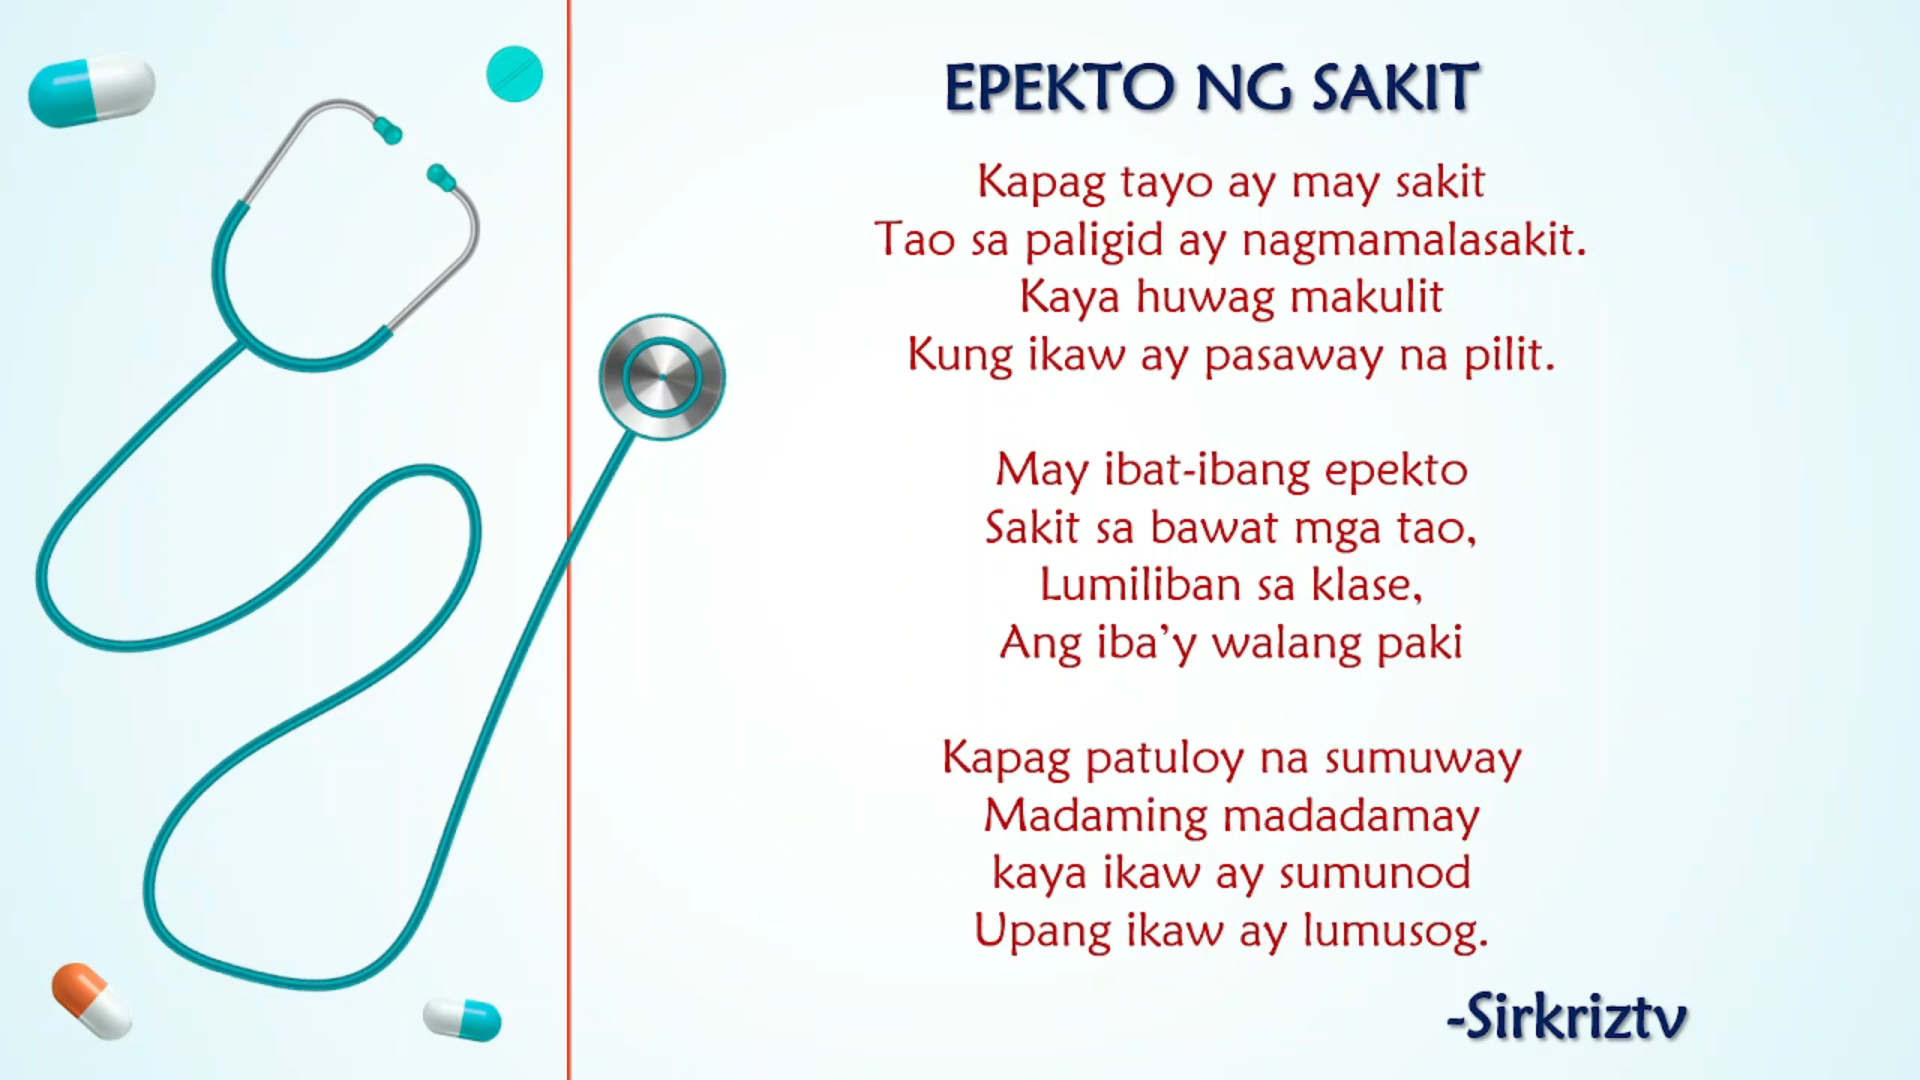 EPEKTO NG SAKIT
Kapag tayo ay may sakit
Tao sa paligid ay nagmamalasakit.
Kaya huwag makulit
Kung ikaw ay pasaway na pilit.
May ibat-ibang epekto
Sakit sa bawat mga tao,
Lumiliban sa klase,
Ang iba’y walang paki
Kapag patuloy na sumuway
Madaming madadamay
kaya ikaw ay sumunod
Upang ikaw ay lumusog.
-Sirkriztv